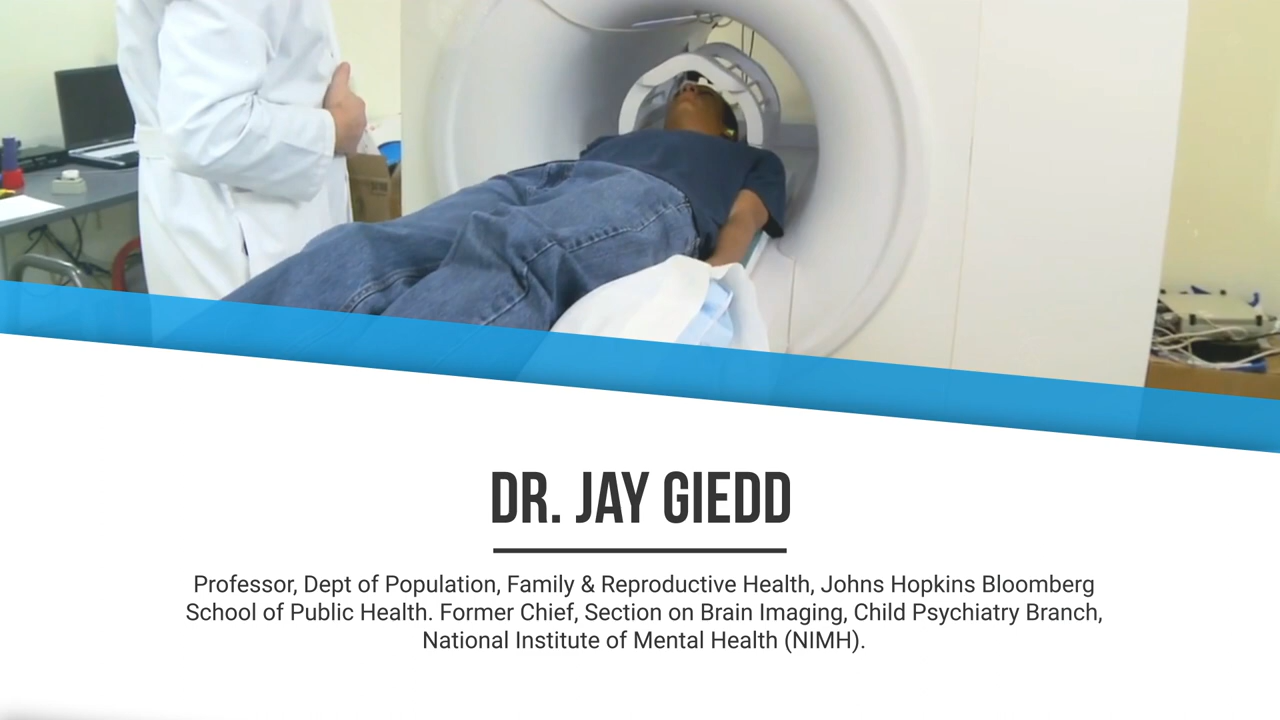 DR. JAY GIEDD
Professor, Dept of Population, Family & Reproductive Health, Johns Hopkins Bloomberg
School of Public Health. Former Chief, Section on Brain Imaging, Child Psychiatry Branch,
National Institute of Mental Health (NIMH).